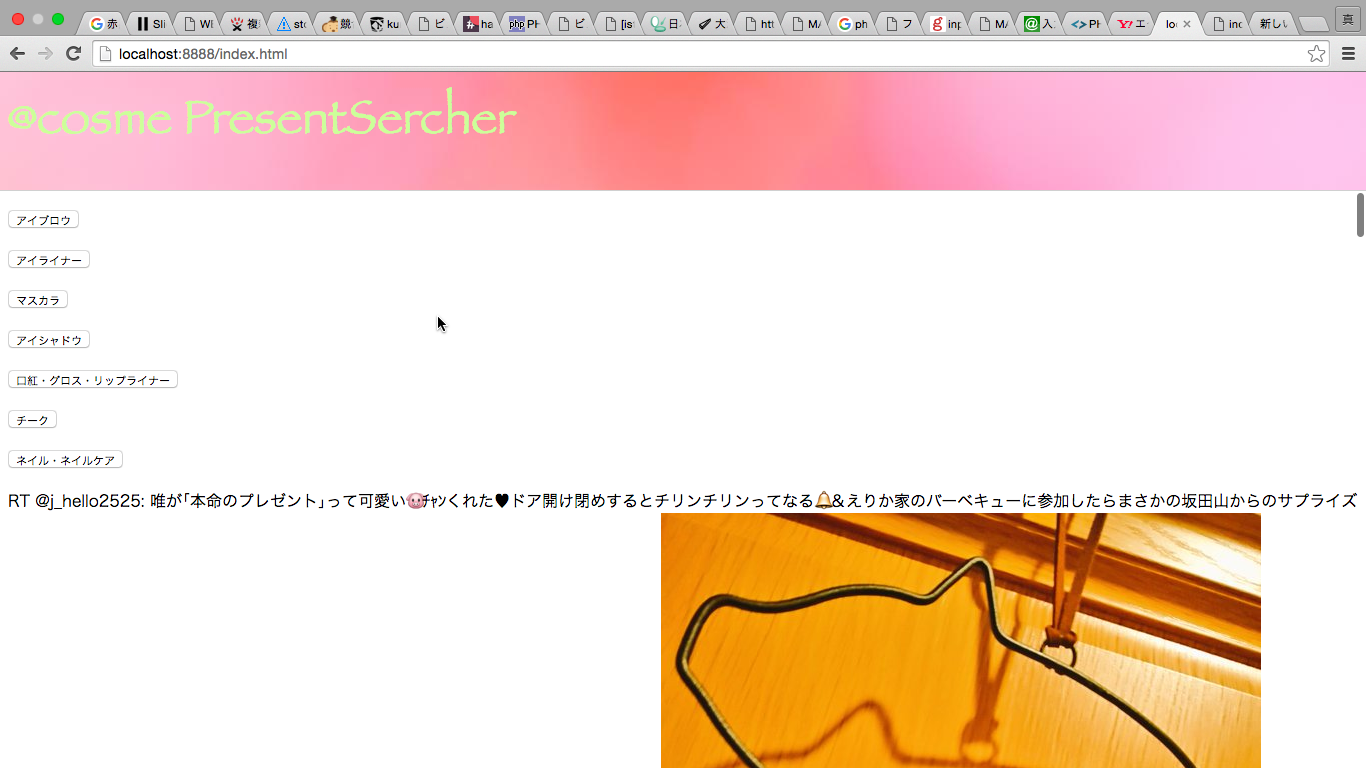 赤
Sli
WE
複
sto
競
ku
ピ
ha
PH
ピ
[is
日
大
htt
MA
ph
フ
inp
MA
入
PH
エ
loc
inc
新しい
真
localhost:8888/index.html
@cosme PresentSercher
アイブロウ
アイライナー
マスカラ
アイシャドウ
口紅・グロス・リップライナー
チーク
ネイル・ネイルケア
RT @j_hello2525: 唯が｢本命のプレゼント｣って可愛い🐷ﾁｬﾝくれた♥ドア開け閉めするとチリンチリンってなる🔔&えりか家のバーベキューに参加したらまさかの坂田山からのサプライズ